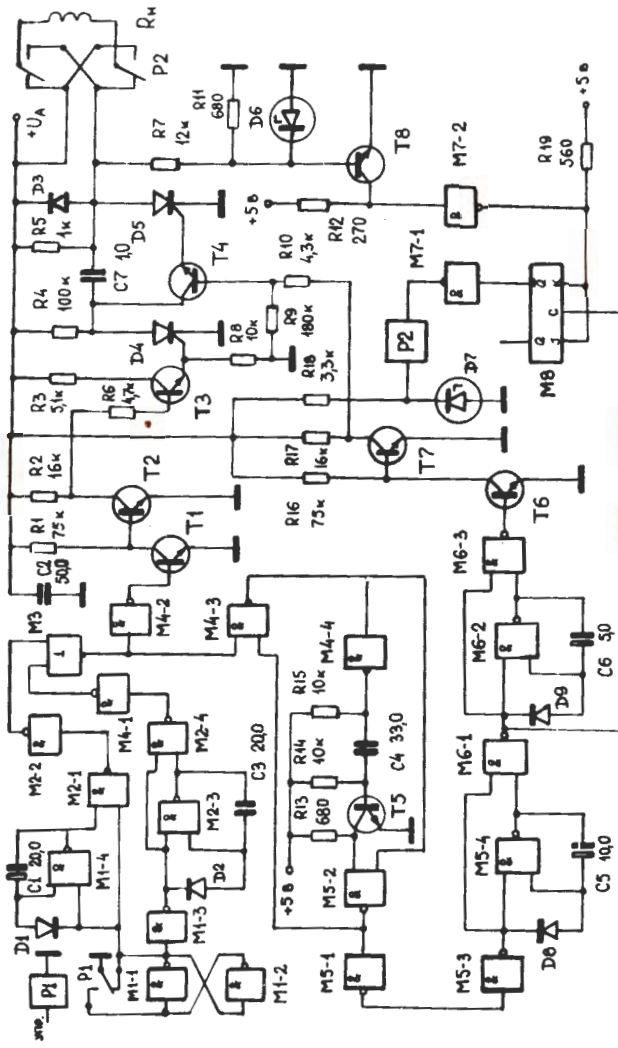 упр.
P1
P1
D1
C1
20,0
&
M1-4
&
M2-1
&
M2-2
1
M3
&
M1-1
&
M1-2
&
M1-3
D2
&
M2-3
C3
20,0
&
M2-4
&
M4-1
&
M4-2
&
M4-3
C2
50,0
R1
75к
R2
16к
T1
T2
R3
5,1к
R6
4,7к
T3
R4
100к
D4
R8
10к
R9
180к
C7
1,0
T4
R10
4,3к
R5
1к
D3
D5
+UА
Rн
P2
R7
12к
R11
680
D6
T8
+5в
R12
270
M7-2
&
R19
560
+5в
M7-1
&
P2
M8
Q
Q
J
C
K
D7
R18
3,3к
R17
16к
R16
75к
T7
T6
+5в
R13
680
R14
10к
R15
10к
C4
33,0
T5
M4-4
&
M5-2
&
M5-1
&
M5-3
&
D8
M5-4
&
C5
10,0
M6-1
&
D9
M6-2
&
C6
5,0
M6-3
&